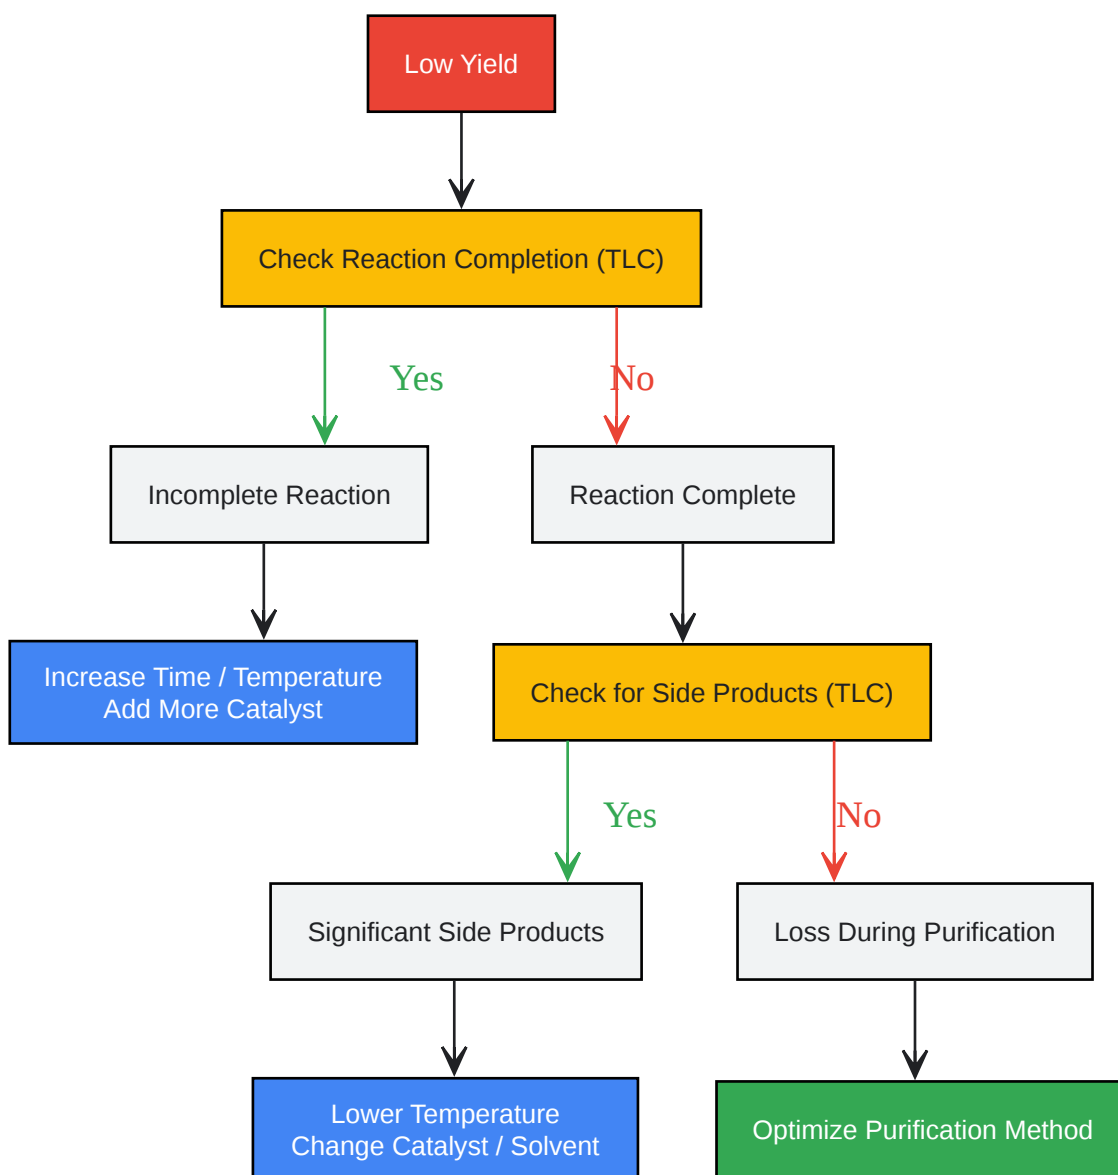 Low Yield
Check Reaction Completion (TLC)
Yes
No
Incomplete Reaction
Reaction Complete
Increase Time / Temperature
Add More Catalyst
Check for Side Products (TLC)
Yes
No
Significant Side Products
Loss During Purification
Lower Temperature
Change Catalyst / Solvent
Optimize Purification Method